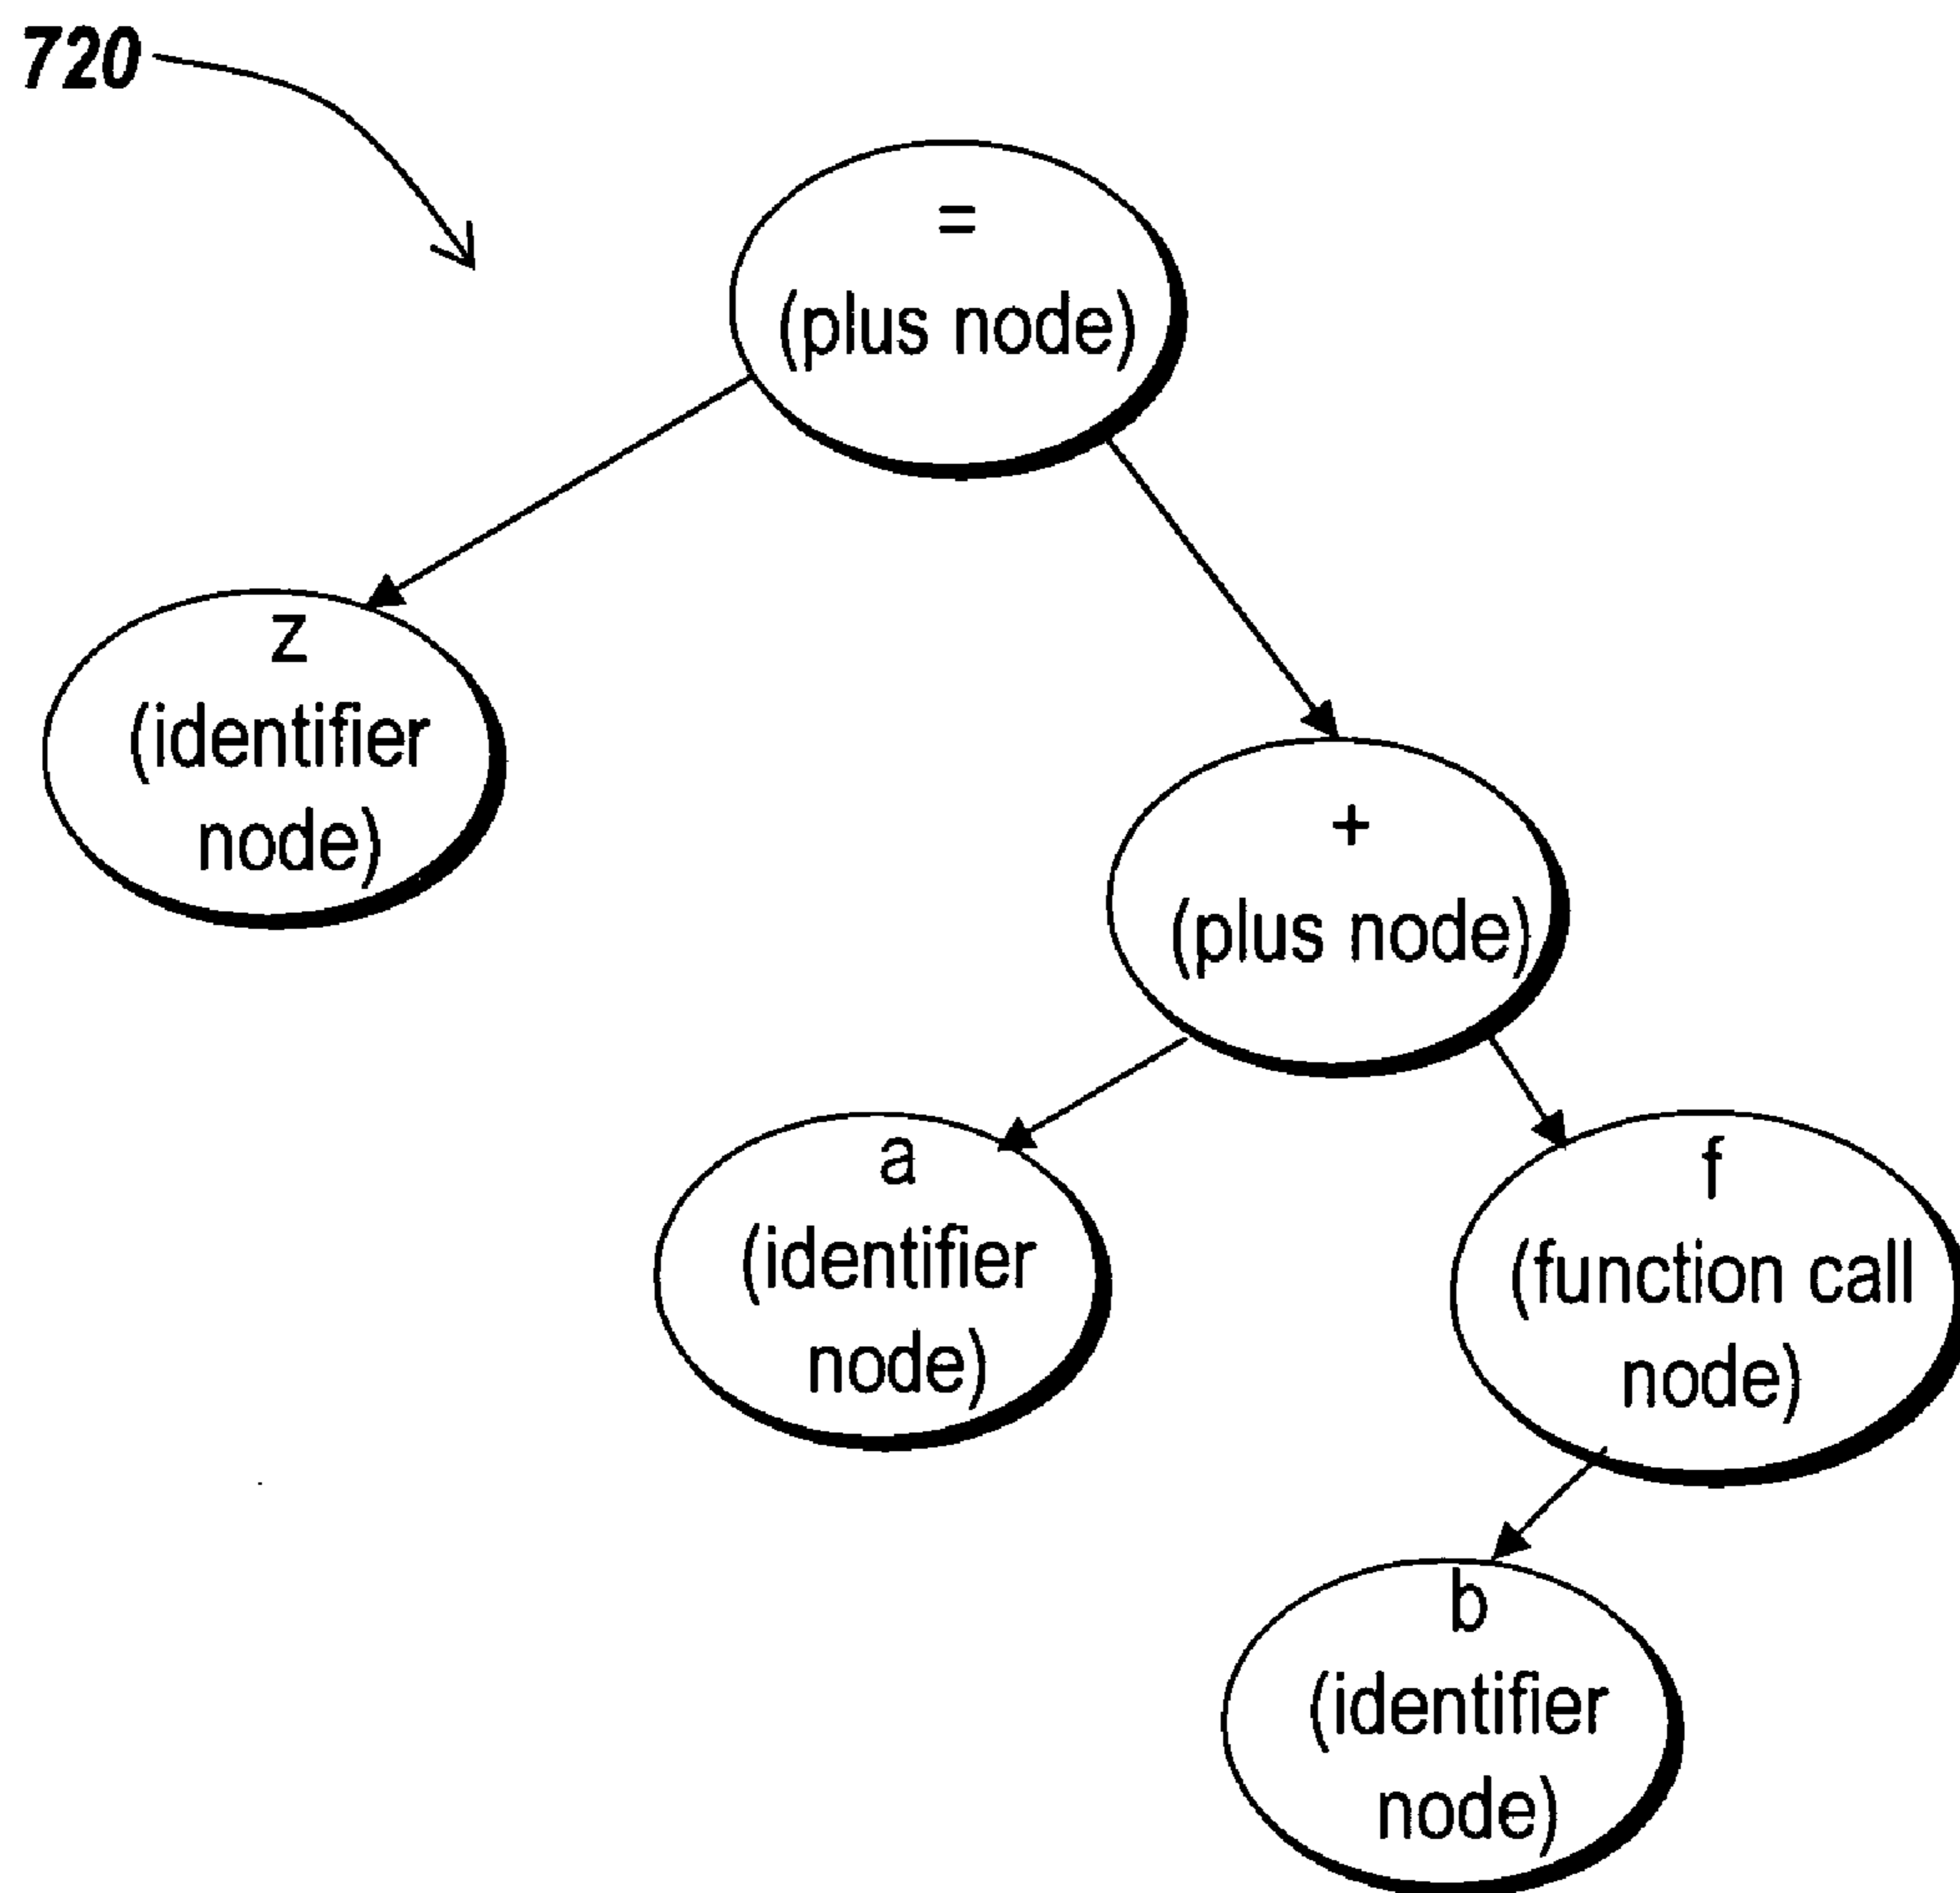 720
=
(plus node)
z
(identifier
node)
+
(plus node)
a
(identifier
node)
f
(function call
node)
b
(identifier
node)